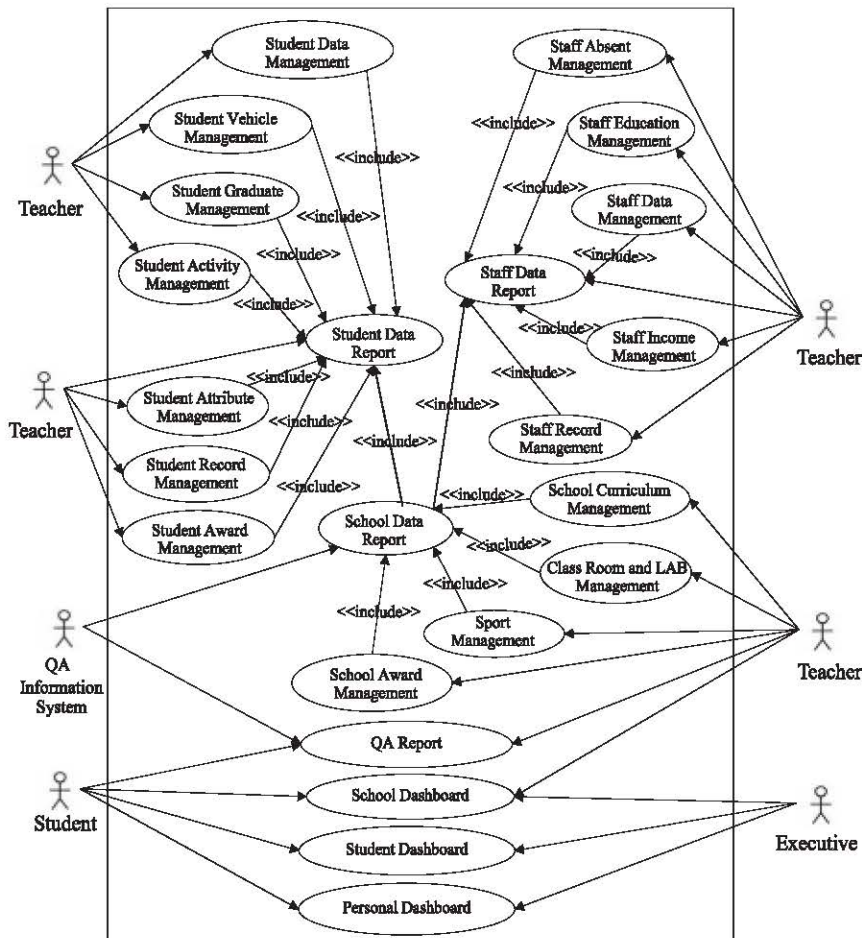 Student Data
Management
Staff Absent
Management
<<include>>
Student Vehicle
Management
Staff Education
Management
<<include>>
<<include>>
Teacher
Student Graduate
Management
<<include>>
<<include>>
Staff Data
Management
Student Activity
Management
<<include>>
<<include>>
Staff Data
Report
<<include>>
Student Data
Report
<<include>>
Staff Income
Management
Teacher
Teacher
Student Attribute
Management
<<include>>
<<include>>
<<include>>
<<include>>
Staff Record
Management
Student Record
Management
<<include>>
<<include>>
Student Award
Management
School Data
Report
<<include>>
School Curriculum
Management
<<include>>
Class Room and LAB
Management
<<include>>
<<include>>
Sport
Management
QA
Information
System
School Award
Management
Teacher
QA Report
Student
School Dashboard
Executive
Student Dashboard
Personal Dashboard